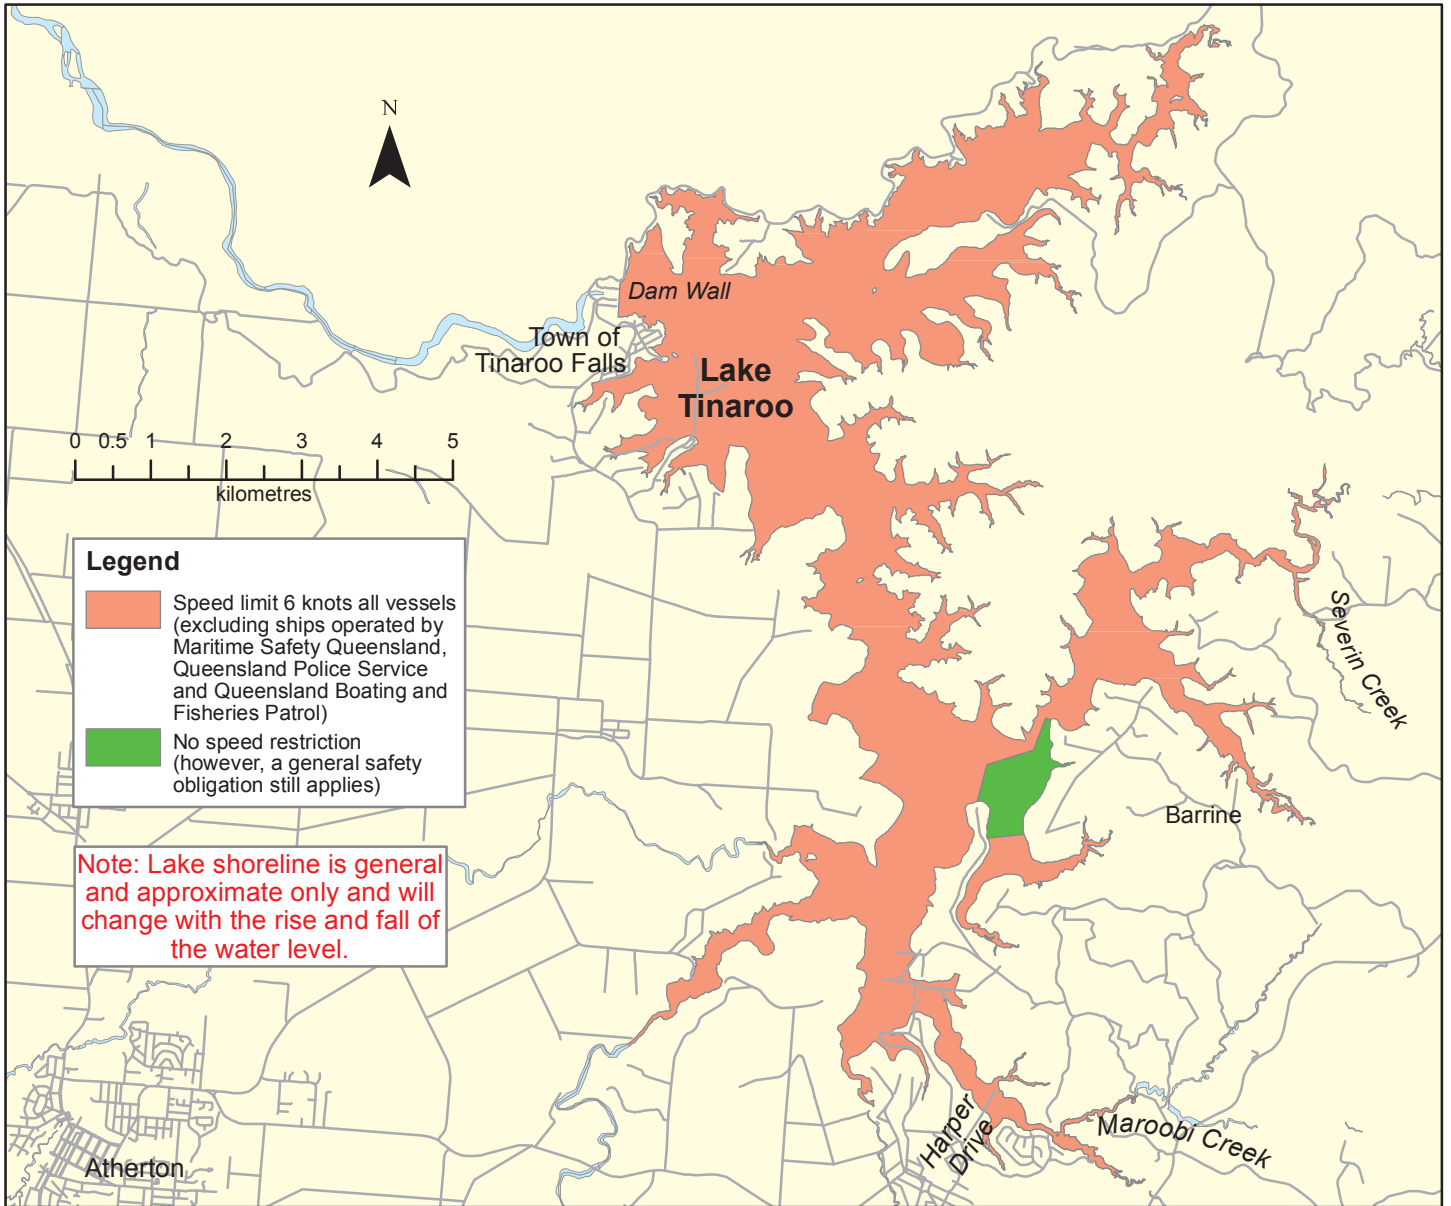 N
Dam Wall
Town of
Tinaroo Falls
Lake
Tinaroo
0 0.5 1 2 3 4 5
kilometres
Legend
Speed limit 6 knots all vessels
(excluding ships operated by
Maritime Safety Queensland,
Queensland Police Service
and Queensland Boating and
Fisheries Patrol)
No speed restriction
(however, a general safety
obligation still applies)
Severin Creek
Barrine
Note: Lake shoreline is general
and approximate only and will
change with the rise and fall of
the water level.
Harper
Drive
Maroobi Creek
Atherton